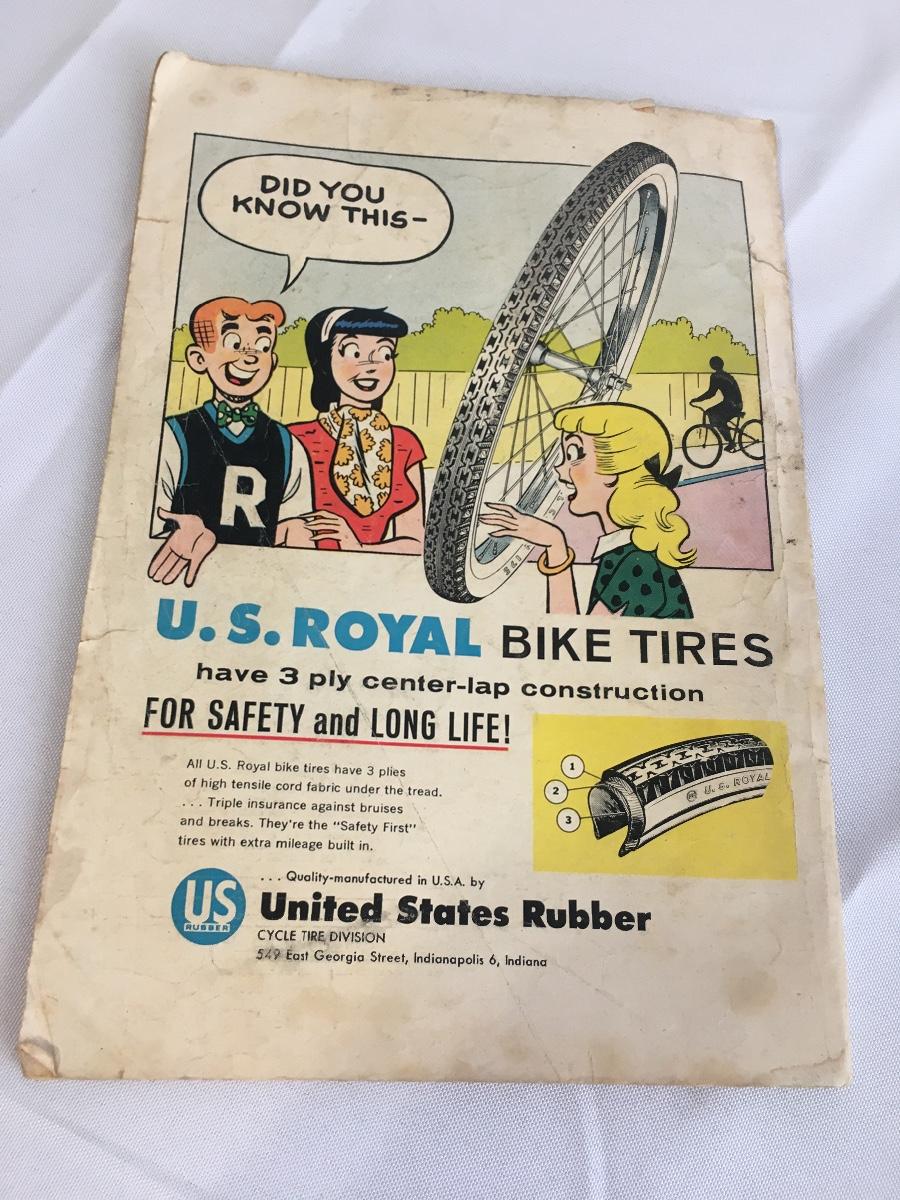 DID YOU
KNOW THIS-
R
U.S. ROYAL BIKE TIRES
have 3 ply center-lap construction
FOR SAFETY and LONG LIFE!
All U.S. Royal bike tires have 3 plies
of high tensile cord fabric under the tread.
. . . Triple insurance against bruises
and breaks. They're the "Safety First"
tires with extra mileage built in.
1
2
3
U.S. ROYAL
. . . Quality-manufactured in U.S.A. by
US
RUBBER
United States Rubber
CYCLE TIRE DIVISION
549 East Georgia Street, Indianapolis 6, Indiana